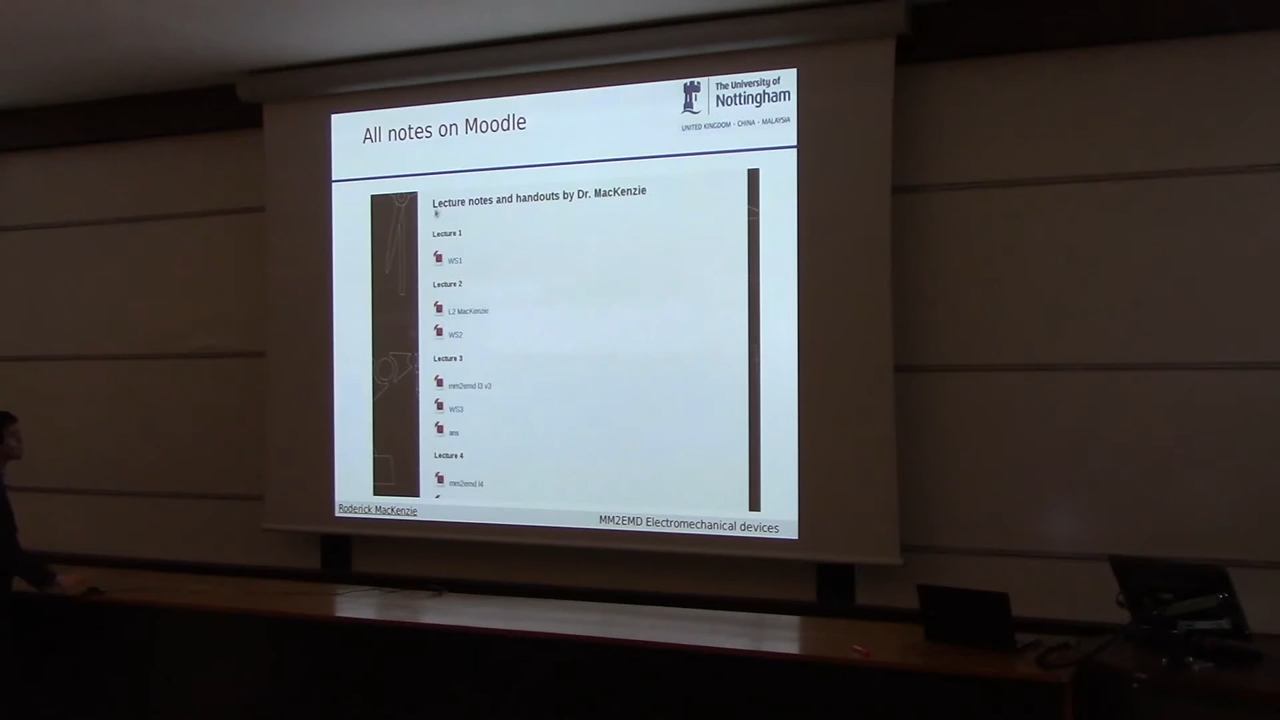 All notes on Moodle
The University of
Nottingham
UNITED KINGDOM · CHINA · MALAYSIA
Lecture notes and handouts by Dr. MacKenzie
Lecture 1
WS1
Lecture 2
L2 MacKenzie
WS2
Lecture 3
mm2emd l3 v3
WS3
ans
Lecture 4
mm2emd l4
Roderick MacKenzie
MM2EMD Electromechanical devices